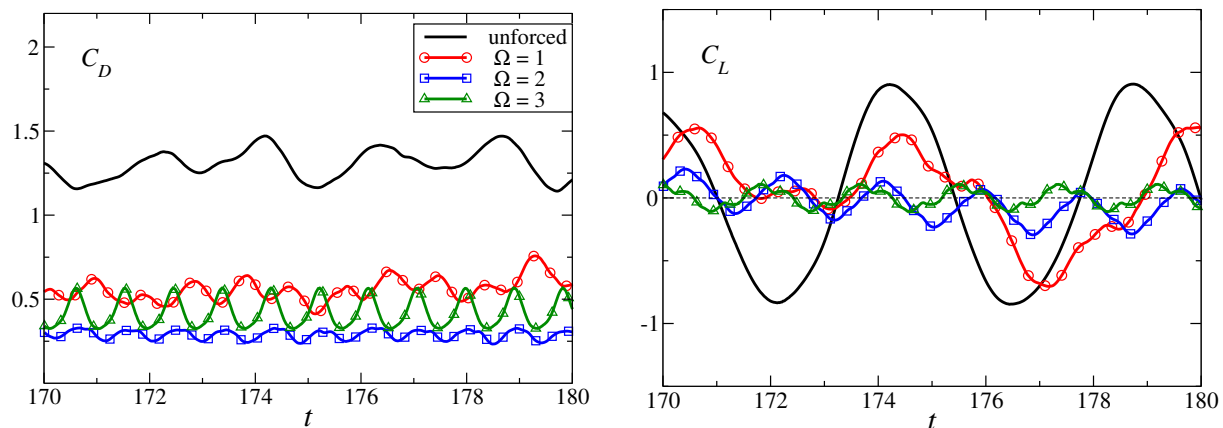 C_D
2
1.5
1
0.5
unforced
Ω = 1
Ω = 2
Ω = 3
170 172 174 176 178 180
t
C_L
1
0
-1
170 172 174 176 178 180
t